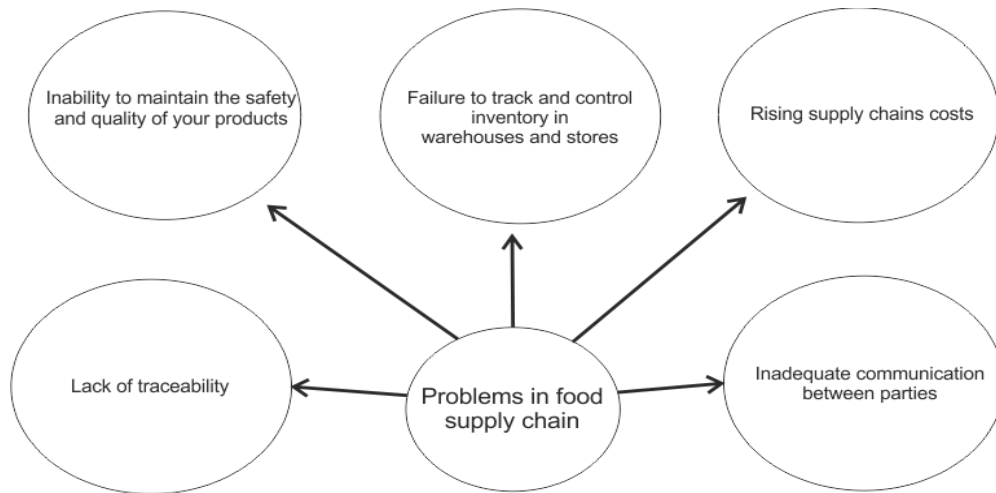 Inability to maintain the safety
and quality of your products
Failure to track and control
inventory in
warehouses and stores
Rising supply chains costs
Lack of traceability
Problems in food
supply chain
Inadequate communication
between parties